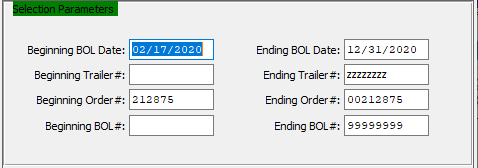 Selection Parameters
Beginning BOL Date: 02/17/2020 Ending BOL Date: 12/31/2020
Beginning Trailer#: Ending Trailer#: zzzzzzzz
Beginning Order#: 212875 Ending Order#: 00212875
Beginning BOL#: Ending BOL#: 99999999